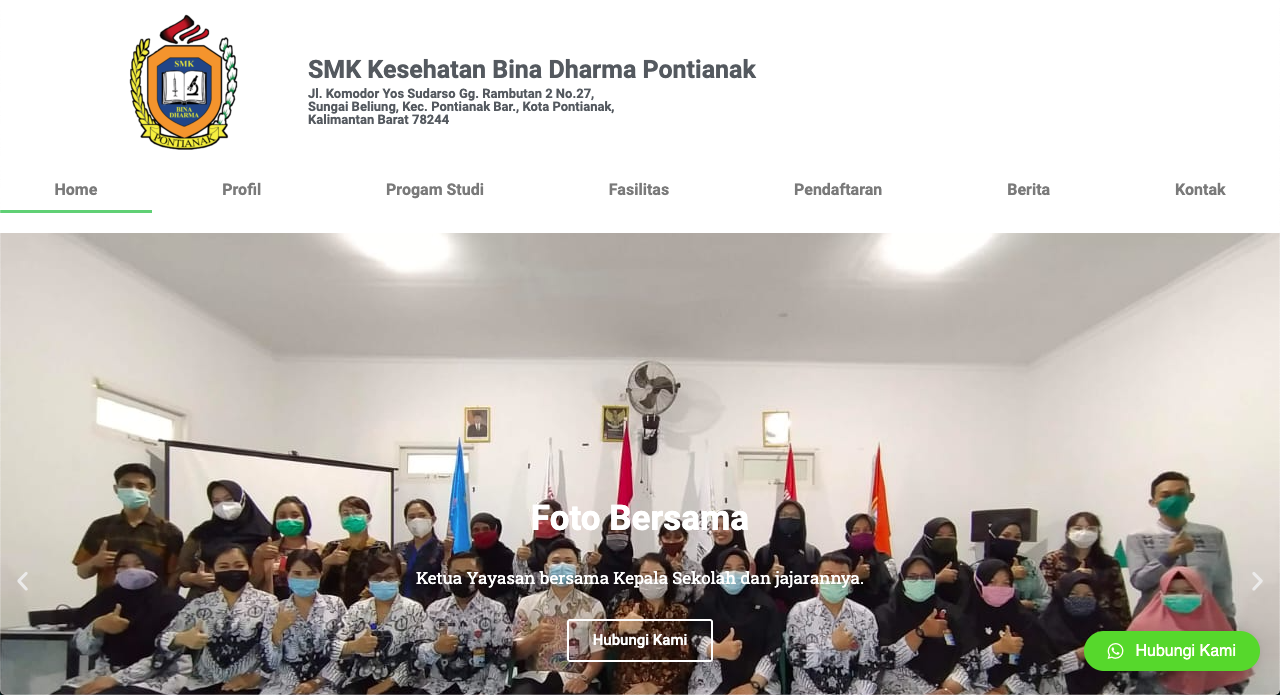 SMK
BINA
DHARMA
PONTIANAK
SMK Kesehatan Bina Dharma Pontianak
Jl. Komodor Yos Sudarso Gg. Rambutan 2 No.27,
Sungai Beliung, Kec. Pontianak Bar., Kota Pontianak,
Kalimantan Barat 78244
Home Profil Progam Studi Fasilitas Pendaftaran Berita Kontak
Foto Bersama
Ketua Yayasan bersama Kepala Sekolah dan jajarannya.
Hubungi Kami
Hubungi Kami